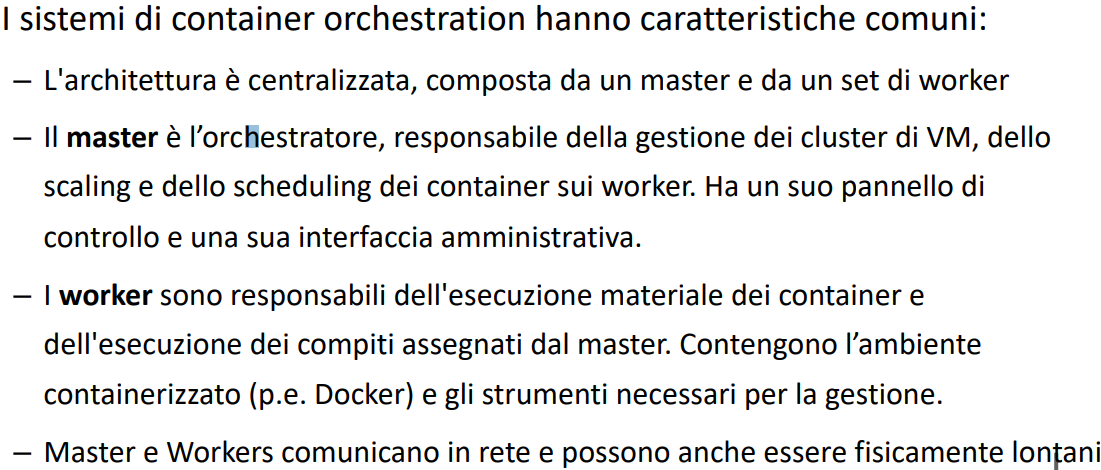 I sistemi di container orchestration hanno caratteristiche comuni:
– L'architettura è centralizzata, composta da un master e da un set di worker
– Il master è l’orchestratore, responsabile della gestione dei cluster di VM, dello
scaling e dello scheduling dei container sui worker. Ha un suo pannello di
controllo e una sua interfaccia amministrativa.
– I worker sono responsabili dell'esecuzione materiale dei container e
dell'esecuzione dei compiti assegnati dal master. Contengono l’ambiente
containerizzato (p.e. Docker) e gli strumenti necessari per la gestione.
– Master e Workers comunicano in rete e possono anche essere fisicamente lontani